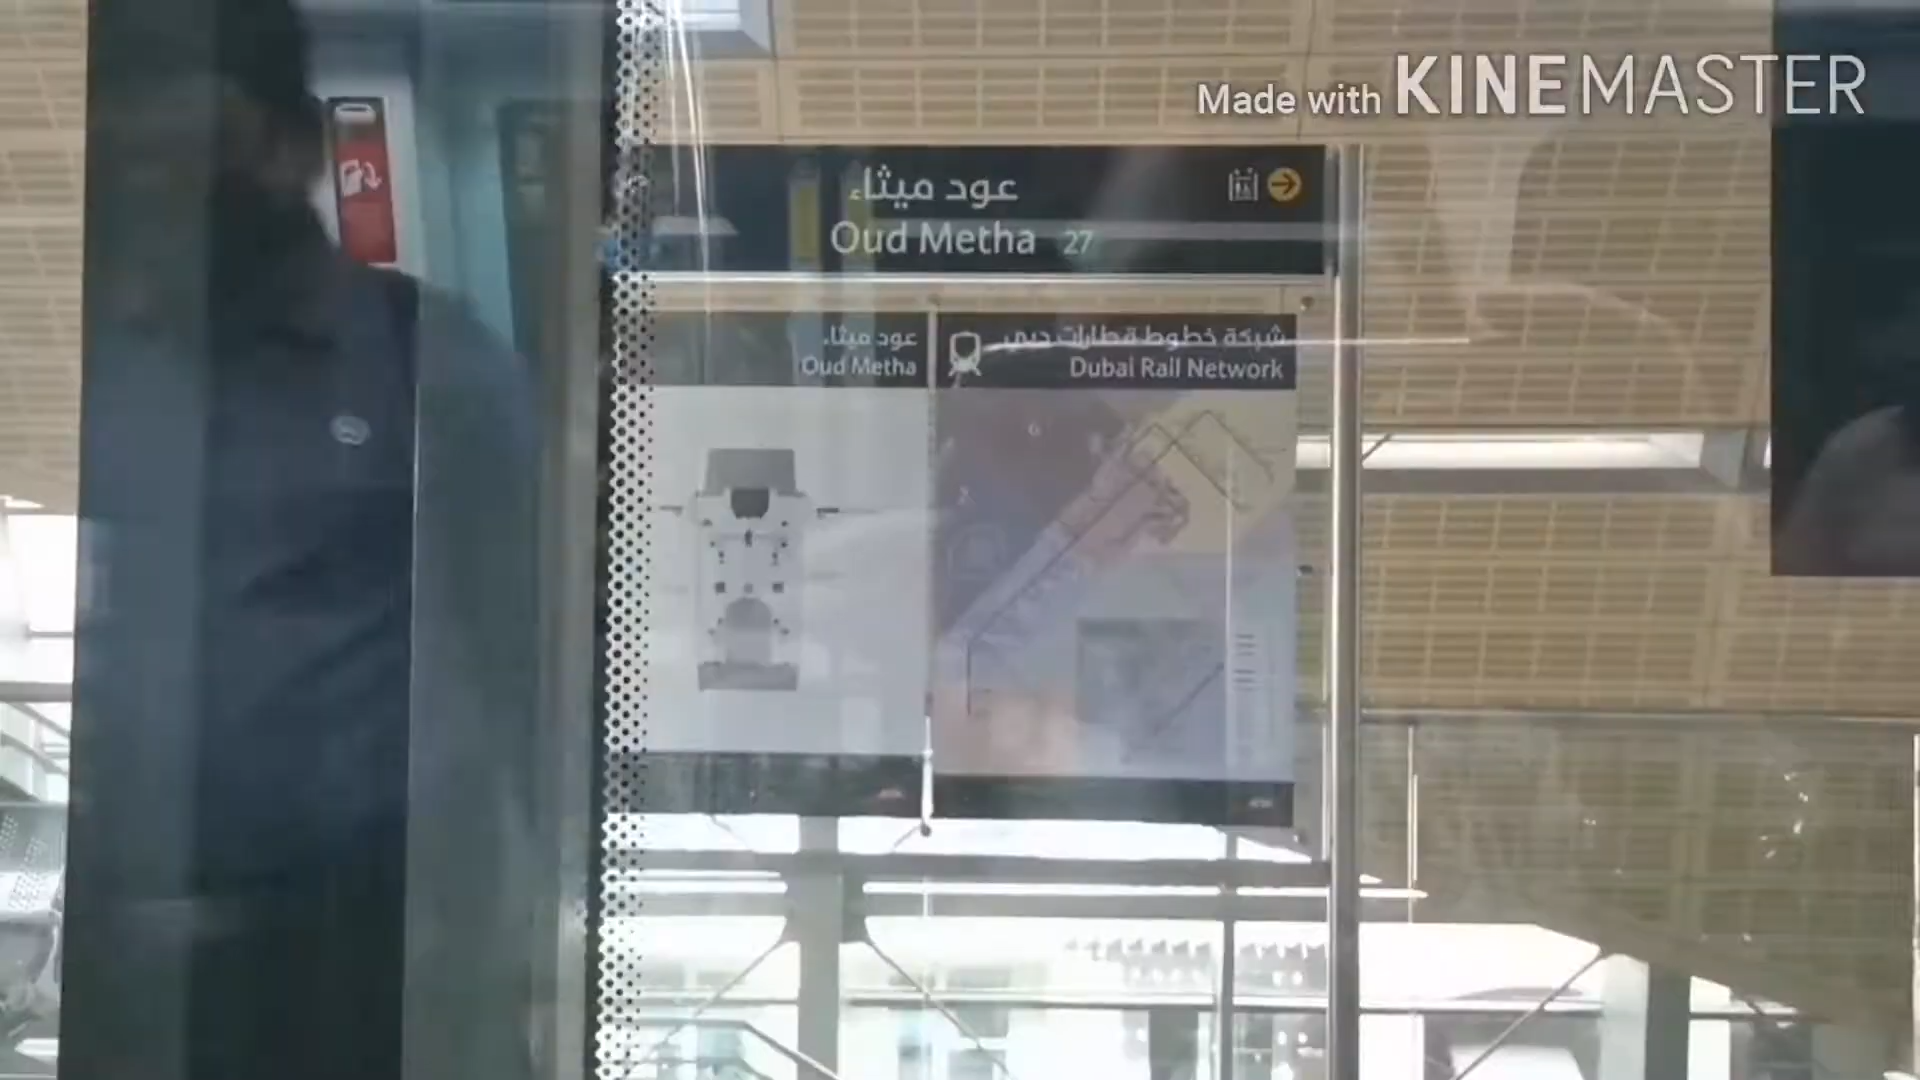 Made with KINEMASTER
عود ميثاء
Oud Metha 27
عود ميثاء
Oud Metha
شبكة خطوط قطارات دبي
Dubai Rail Network